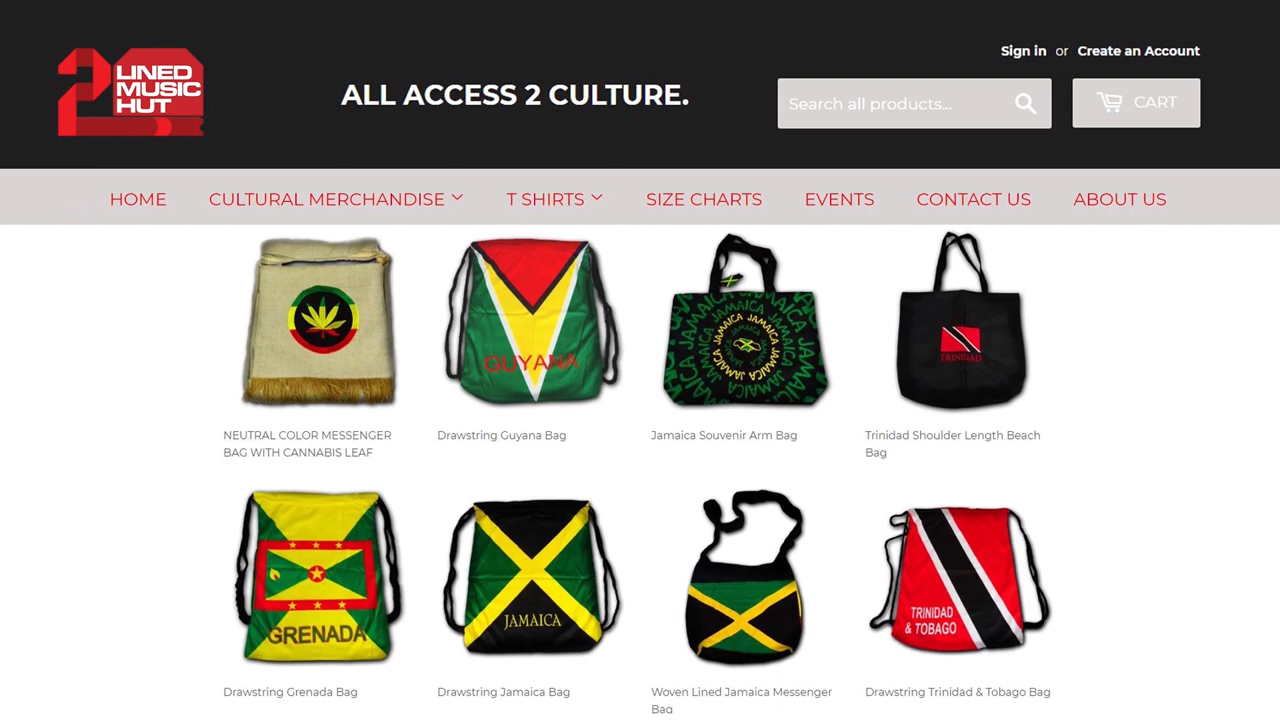 Sign in or Create an Account
2
LINED
MUSIC
HUT
ALL ACCESS 2 CULTURE.
Search all products...
CART
HOME
CULTURAL MERCHANDISE
T SHIRTS
SIZE CHARTS
EVENTS
CONTACT US
ABOUT US
GUYANA
JAMAICA JAMAICA JAMAICA
TRINIDAD
NEUTRAL COLOR MESSENGER
BAG WITH CANNABIS LEAF
Drawstring Guyana Bag
Jamaica Souvenir Arm Bag
Trinidad Shoulder Length Beach
Bag
GRENADA
JAMAICA
TRINIDAD
& TOBAGO
Drawstring Grenada Bag
Drawstring Jamaica Bag
Woven Lined Jamaica Messenger
Bag
Drawstring Trinidad & Tobago Bag